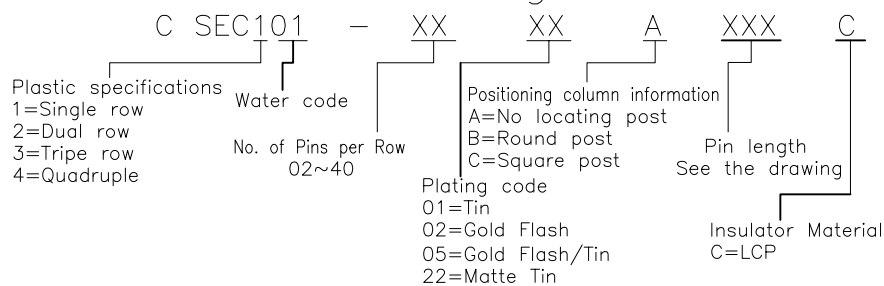 C SEC101 - XX XX A XXX C
Plastic specifications
1=Single row
2=Dual row
3=Tripe row
4=Quadruple
Water code
No. of Pins per Row
02~40
Positioning column information
A=No locating post
B=Round post
C=Square post
Plating code
01=Tin
02=Gold Flash
05=Gold Flash/Tin
22=Matte Tin
Pin length
See the drawing
Insulator Material
C=LCP